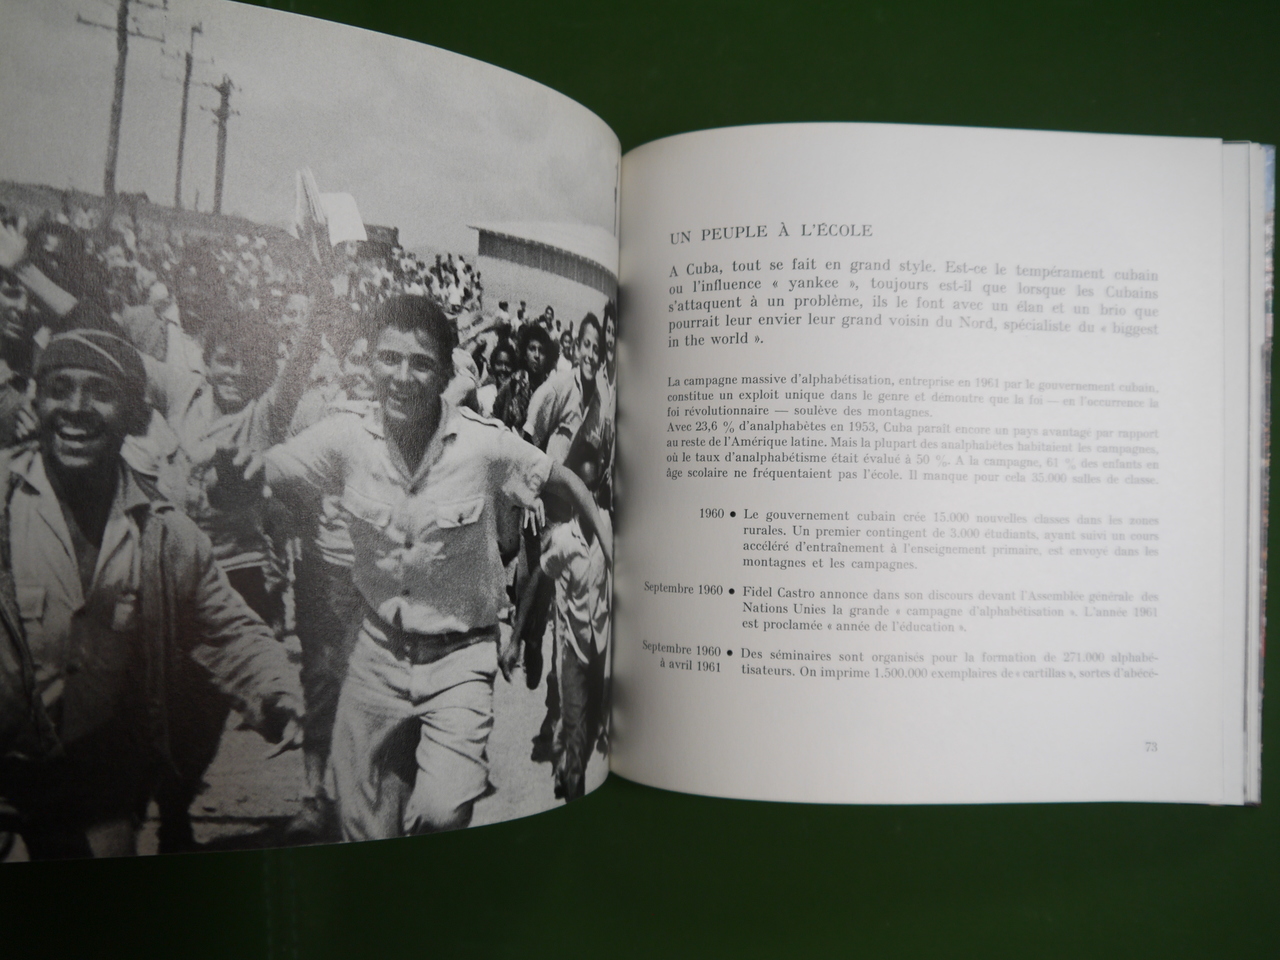 UN PEUPLE À L'ÉCOLE
A Cuba, tout se fait en grand style. Est-ce le tempérament cubain
ou l'influence « yankee », toujours est-il que lorsque les Cubains
s'attaquent à un problème, ils le font avec un élan et un brio que
pourrait leur envier leur grand voisin du Nord, spécialiste du « biggest
in the world ».
La campagne massive d'alphabétisation, entreprise en 1961 par le gouvernement cubain,
constitue un exploit unique dans le genre et démontre que la foi — en l'occurrence la
foi révolutionnaire — soulève des montagnes.
Avec 23,6 % d'analphabètes en 1953, Cuba paraît encore un pays avantagé par rapport
au reste de l'Amérique latine. Mais la plupart des analphabètes habitaient les campagnes,
où le taux d'analphabétisme était évalué à 50 %. A la campagne, 61 % des enfants en
âge scolaire ne fréquentaient pas l'école. Il manque pour cela 35.000 salles de classe.
1960 ● Le gouvernement cubain crée 15.000 nouvelles classes dans les zones
rurales. Un premier contingent de 3.000 étudiants, ayant suivi un cours
accéléré d'entraînement à l'enseignement primaire, est envoyé dans les
montagnes et les campagnes.
Septembre 1960 ● Fidel Castro annonce dans son discours devant l'Assemblée générale des
Nations Unies la grande « campagne d'alphabétisation ». L'année 1961
est proclamée « année de l'éducation ».
Septembre 1960 ● Des séminaires sont organisés pour la formation de 271.000 alphabé-
à avril 1961 tisateurs. On imprime 1.500.000 exemplaires de « cartillas », sortes d'abécé-
73